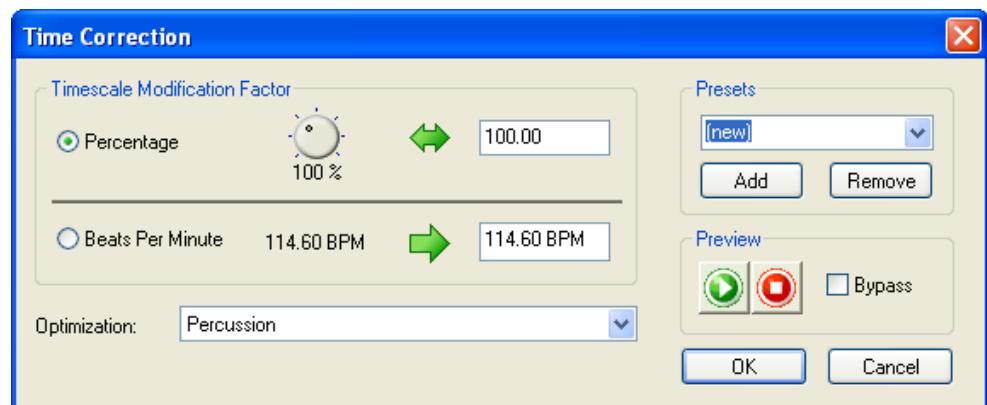 Time Correction
Timescale Modification Factor
Percentage
100 %
100.00
Beats Per Minute
114.60 BPM
114.60 BPM
Optimization:
Percussion
Presets
(new)
Add
Remove
Preview
Bypass
OK
Cancel